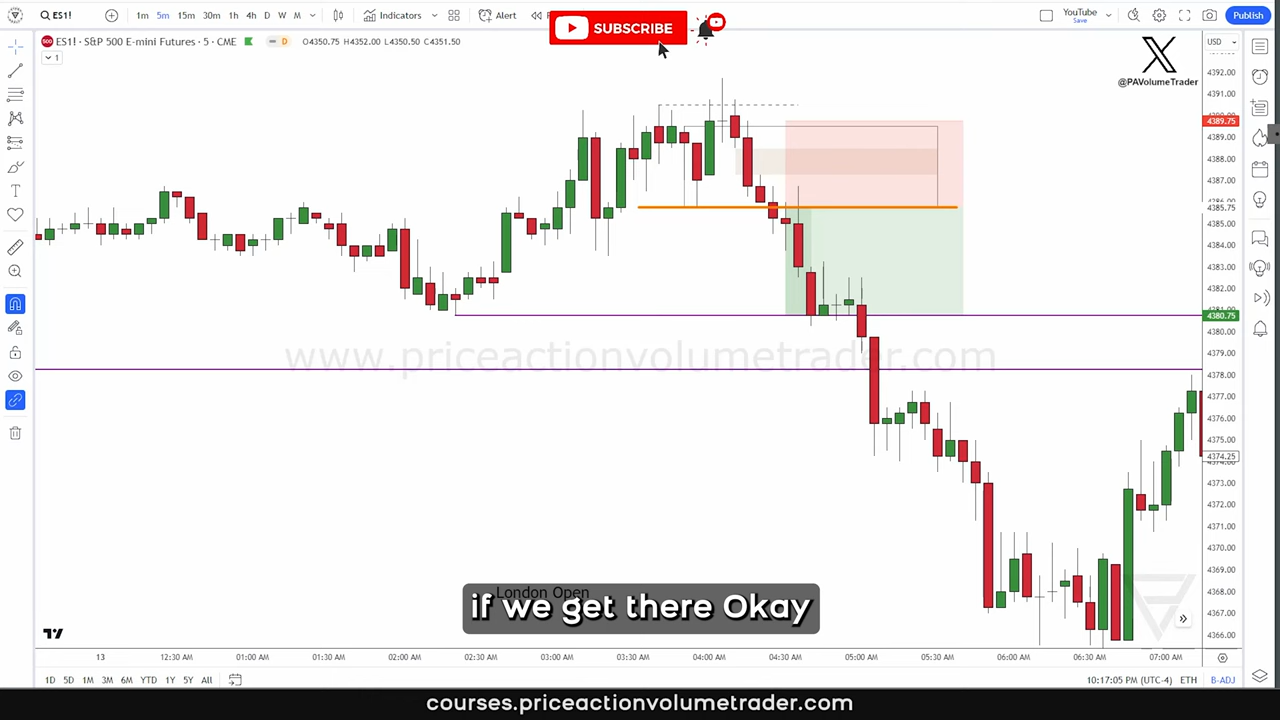 ES1!
1m 5m 15m 30m 1h 4h D W M
Indicators
Alert
SUBSCRIBE
YouTube
Save
Publish
500 ES1! · S&P 500 E-mini Futures · 5 · CME
D O4350.75 H4352.00 L4350.50 C4351.50
1
USD
@PAVolumeTrader
4392.00
4391.00
4389.75
4389.00
4388.00
4387.00
4385.75
4385.00
4384.00
4383.00
4382.00
4380.75
4380.00
4379.00
4378.00
4377.00
4376.00
4375.00
4374.25
4373.00
4372.00
4371.00
4370.00
4369.00
4368.00
4367.00
4366.00
www.priceactionvolumetrader.com
London Open
if we get there Okay
13 12:30 AM 01:00 AM 01:30 AM 02:00 AM 02:30 AM 03:00 AM 03:30 AM 04:00 AM 04:30 AM 05:00 AM 05:30 AM 06:00 AM 06:30 AM 07:00 AM
1D 5D 1M 3M 6M YTD 1Y 5Y All
10:17:05 PM (UTC-4) ETH B-ADJ
courses.priceactionvolumetrader.com